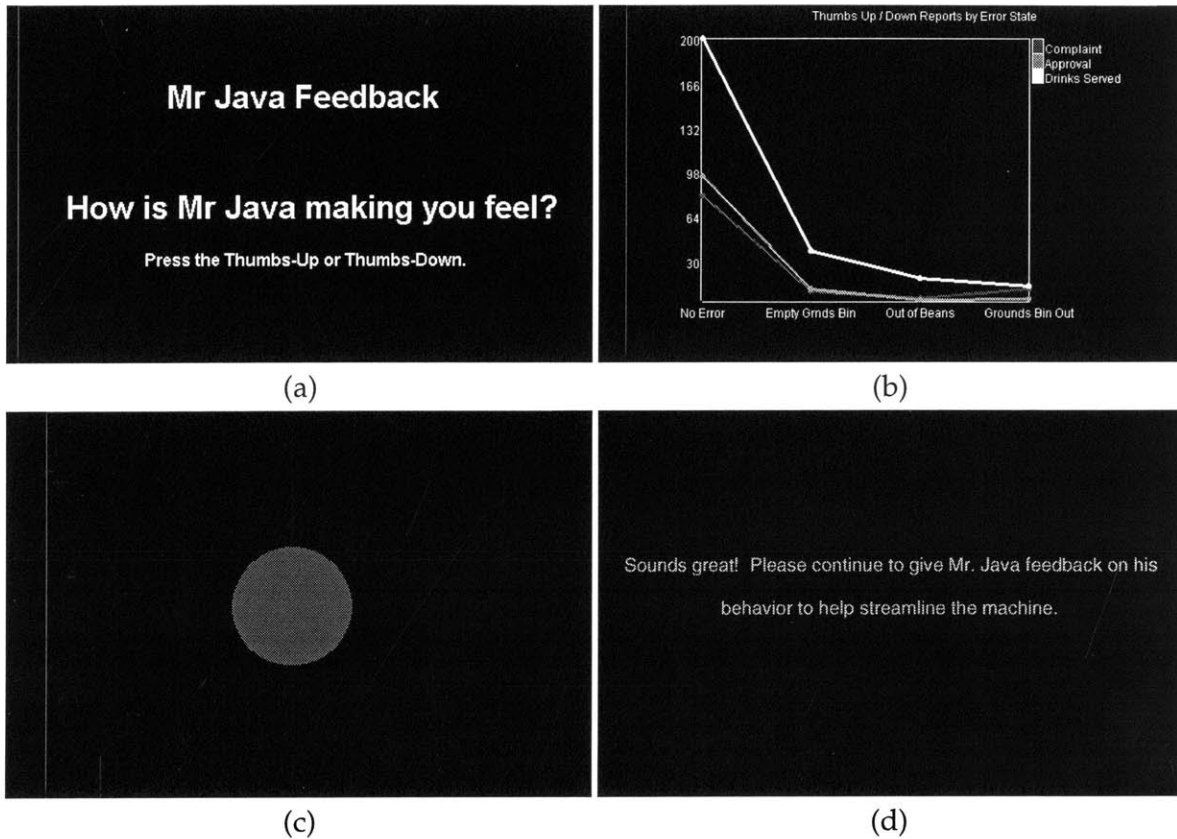 Mr Java Feedback
How is Mr Java making you feel?
Press the Thumbs-Up or Thumbs-Down.
(a)
Thumbs Up / Down Reports by Error State
200
166
132
98
64
30
Complaint
Approval
Drinks Served
No Error Empty Grnds Bin Out of Beans Grounds Bin Out
(b)
(c)
Sounds great! Please continue to give Mr. Java feedback on his
behavior to help streamline the machine.
(d)